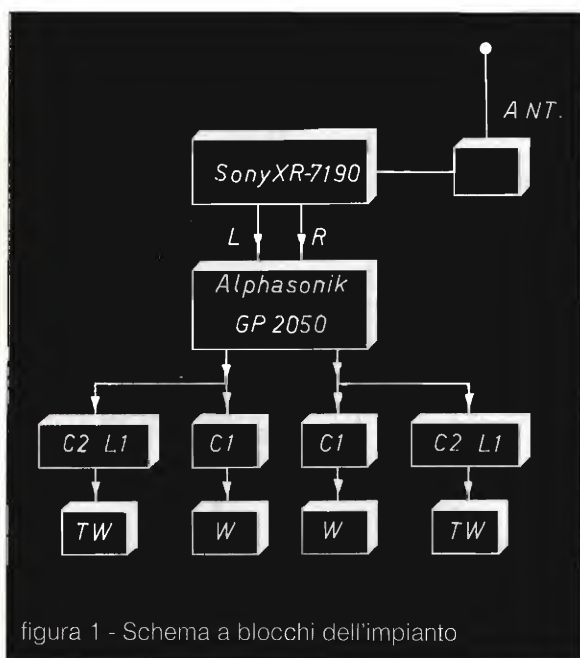 ANT.
SonyXR-7190
L R
Alphasonik
GP 2050
C2 L1 C1 C1 C2 L1
TW W W TW
figura 1 - Schema a blocchi dell'impianto